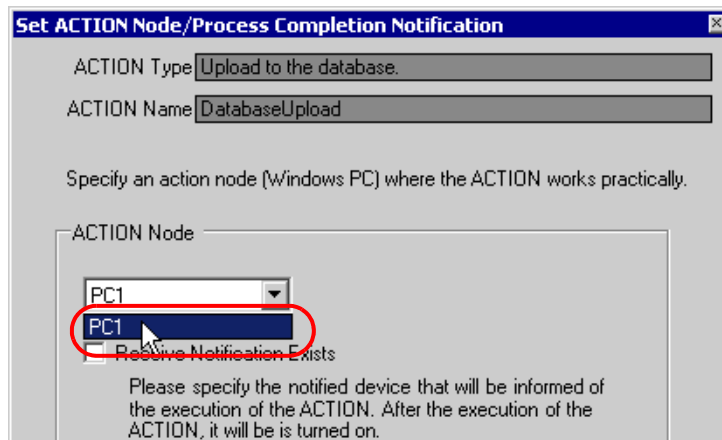 Set ACTION Node/Process Completion Notification
ACTION Type Upload to the database.
ACTION Name DatabaseUpload
Specify an action node (Windows PC) where the ACTION works practically.
ACTION Node
PC1
PC1
Receive Notification Exists
Please specify the notified device that will be informed of
the execution of the ACTION. After the execution of the
ACTION, it will be is turned on.